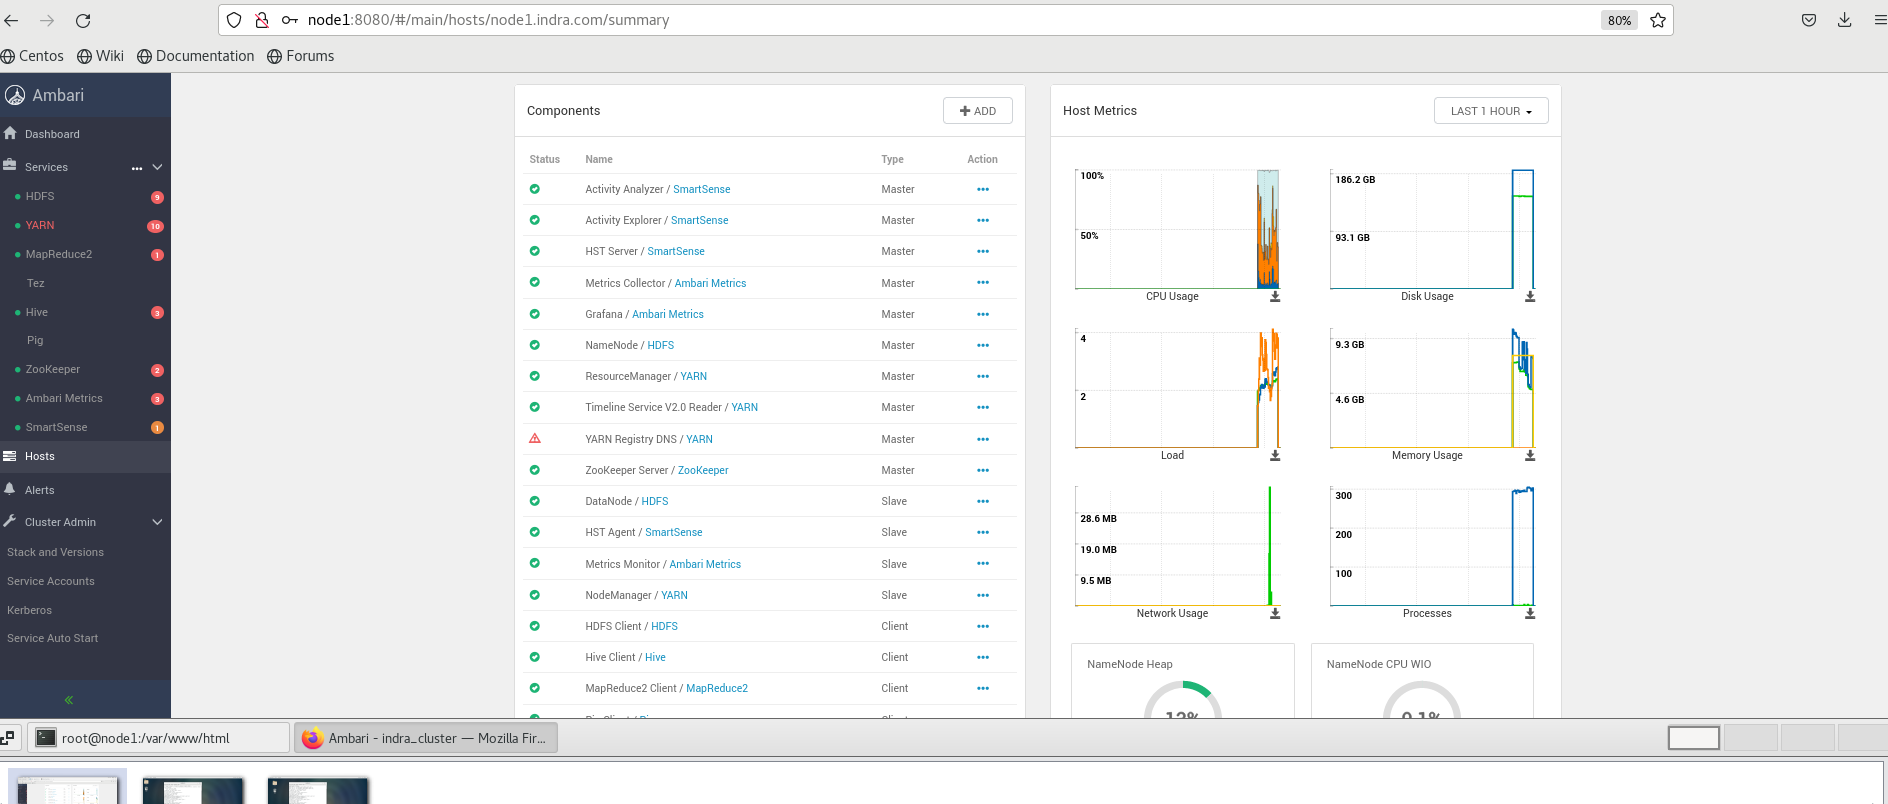 node1:8080/#/main/hosts/node1.indra.com/summary
80%
Centos Wiki Documentation Forums
Ambari
Dashboard
Services
HDFS 9
YARN 10
MapReduce2 1
Tez
Hive 3
Pig
ZooKeeper 2
Ambari Metrics 3
SmartSense 1
Hosts
Alerts
Cluster Admin
Stack and Versions
Service Accounts
Kerberos
Service Auto Start
Components
ADD
Status Name Type Action
Activity Analyzer / SmartSense Master
Activity Explorer / SmartSense Master
HST Server / SmartSense Master
Metrics Collector / Ambari Metrics Master
Grafana / Ambari Metrics Master
NameNode / HDFS Master
ResourceManager / YARN Master
Timeline Service V2.0 Reader / YARN Master
YARN Registry DNS / YARN Master
ZooKeeper Server / ZooKeeper Master
DataNode / HDFS Slave
HST Agent / SmartSense Slave
Metrics Monitor / Ambari Metrics Slave
NodeManager / YARN Slave
HDFS Client / HDFS Client
Hive Client / Hive Client
MapReduce2 Client / MapReduce2 Client
Host Metrics
LAST 1 HOUR
100%
50%
CPU Usage
186.2 GB
93.1 GB
Disk Usage
4
2
Load
9.3 GB
4.6 GB
Memory Usage
28.6 MB
19.0 MB
9.5 MB
Network Usage
300
200
100
Processes
NameNode Heap
NameNode CPU WIO
root@node1:/var/www/html
Ambari - indra_cluster — Mozilla Fir...